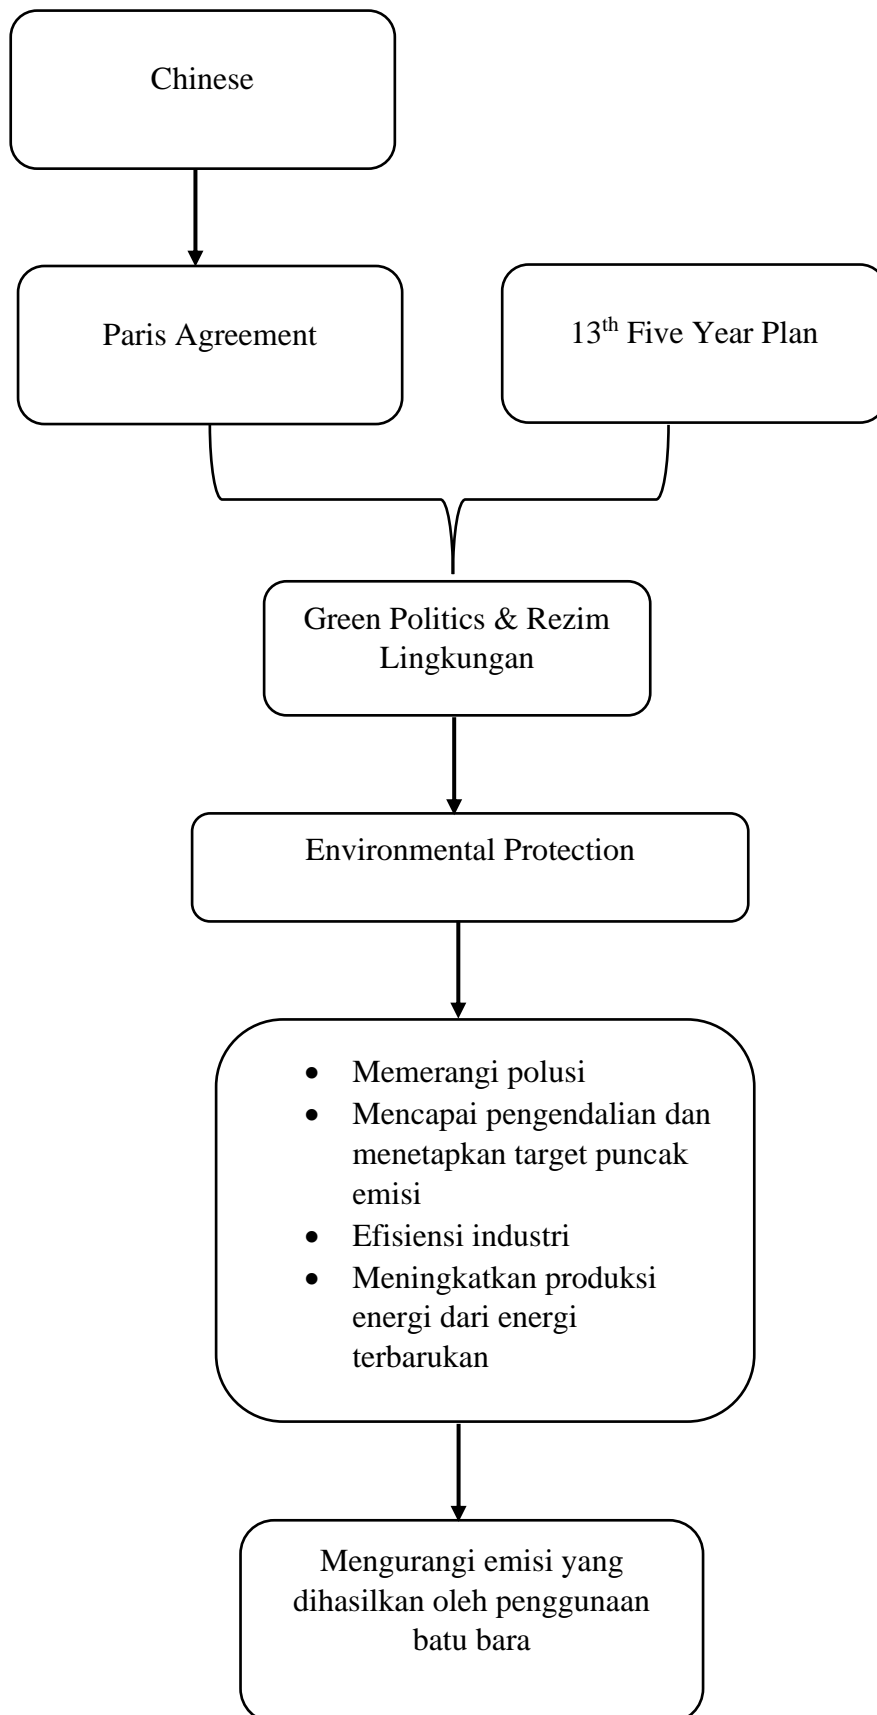 Chinese
Paris Agreement
13th Five Year Plan
Green Politics & Rezim
Lingkungan
Environmental Protection
• Memerangi polusi
• Mencapai pengendalian dan
menetapkan target puncak
emisi
• Efisiensi industri
• Meningkatkan produksi
energi dari energi
terbarukan
Mengurangi emisi yang
dihasilkan oleh penggunaan
batu bara